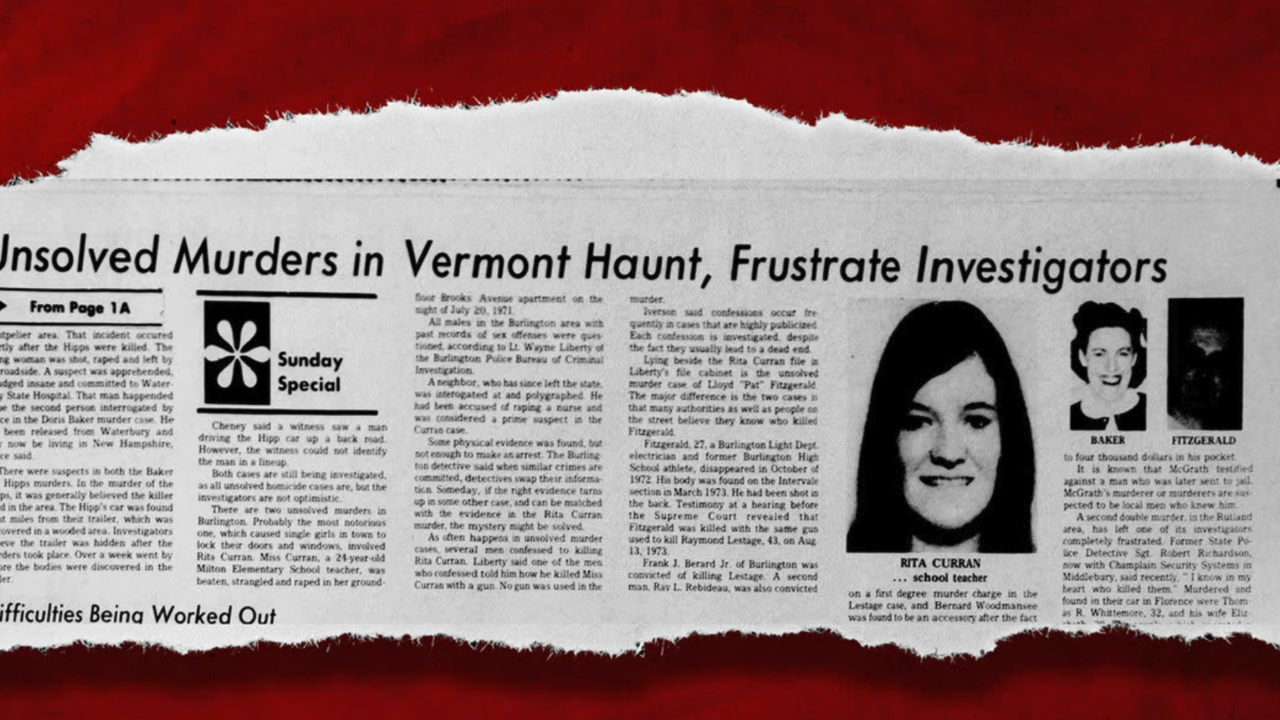 Unsolved Murders in Vermont Haunt, Frustrate Investigators
From Page 1A
tpelier area. That incident occured
rtly after the Hipps were killed. The
ng woman was shot, raped and left by
roadside. A suspect was apprehended,
dged insane and committed to Water-
y State Hospital. That man happened
be the second person interrogated by
ce in the Doris Baker murder case. He
been released from Waterbury and
now be living in New Hampshire,
ce said.
There were suspects in both the Baker
Hipps murders. In the murder of the
ps, it was generally believed the killer
d in the area. The Hipp's car was found
t miles from their trailer, which was
overed in a wooded area. Investigators
eve the trailer was hidden after the
rders took place. Over a week went by
ore the bodies were discovered in the
ler.
ifficulties Being Worked Out
Sunday
Special
Cheney said a witness saw a man
driving the Hipp car up a back road.
However, the witness could not identify
the man in a lineup.
Both cases are still being investigated,
as all unsolved homicide cases are, but the
investigators are not optimistic.
There are two unsolved murders in
Burlington. Probably the most notorious
one, which caused single girls in town to
lock their doors and windows, involved
Rita Curran. Miss Curran, a 24-year-old
Milton Elementary School teacher, was
beaten, strangled and raped in her ground-
floor Brooks Avenue apartment on the
night of July 20, 1971.
All males in the Burlington area with
past records of sex offenses were ques-
tioned, according to Lt. Wayne Liberty of
the Burlington Police Bureau of Criminal
Investigation.
A neighbor, who has since left the state,
was interogated at and polygraphed. He
had been accused of raping a nurse and
was considered a prime suspect in the
Curran case.
Some physical evidence was found, but
not enough to make an arrest. The Burling-
ton detective said when similar crimes are
committed, detectives swap their informa-
tion. Someday, if the right evidence turns
up in some other case, and can be matched
with the evidence in the Rita Curran
murder, the mystery might be solved.
As often happens in unsolved murder
cases, several men confessed to killing
Rita Curran. Liberty said one of the men
who confessed told him how he killed Miss
Curran with a gun. No gun was used in the
murder.
Iverson said confessions occur fre-
quently in cases that are highly publicized.
Each confession is investigated, despite
the fact they usually lead to a dead end.
Lying beside the Rita Curran file in
Liberty's file cabinet is the unsolved
murder case of Lloyd "Pat" Fitzgerald.
The major difference is the two cases is
that many authorities as well as people on
the street believe they know who killed
Fitzgerald.
Fitzgerald, 27, a Burlington Light Dept.
electrician and former Burlington High
School athlete, disappeared in October of
1972. His body was found on the Intervale
section in March 1973. He had been shot in
the back. Testimony at a hearing before
the Supreme Court revealed that
Fitzgerald was killed with the same gun
used to kill Raymond Lestage, 43, on Aug.
13, 1973.
Frank J. Berard Jr. of Burlington was
convicted of killing Lestage. A second
man, Ray L. Rebideau, was also convicted
RITA CURRAN
... school teacher
on a first degree murder charge in the
Lestage case, and Bernard Woodmansee
was found to be an accessory after the fact
BAKER
FITZGERALD
to four thousand dollars in his pocket.
It is known that McGrath testified
against a man who was later sent to jail.
McGrath's murderer or murderers are sus-
pected to be local men who knew him.
A second double murder, in the Rutland
area, has left one of its investigators
completely frustrated. Former State Po-
lice Detective Sgt. Robert Richardson,
now with Champlain Security Systems in
Middlebury, said recently, "I know in my
heart who killed them." Murdered and
found in their car in Florence were Thom-
as R. Whittemore, 32, and his wife Eliz-